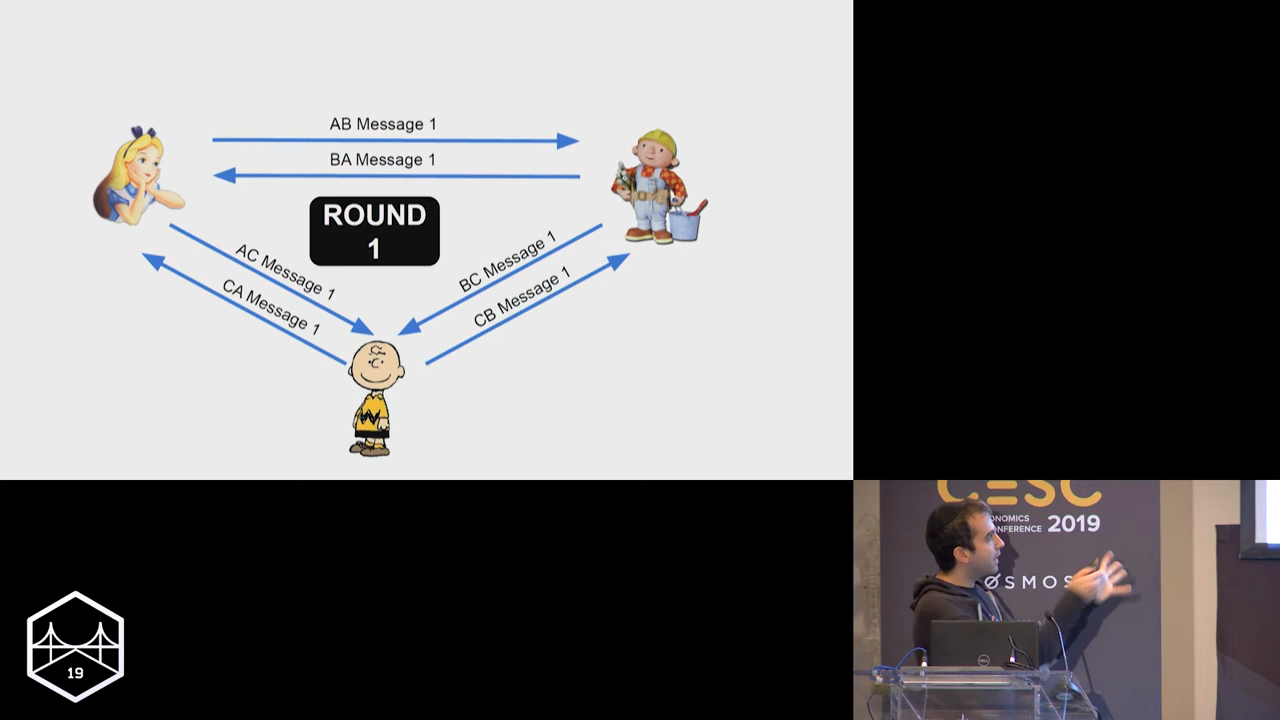 AB Message 1
BA Message 1
ROUND
1
AC Message 1
CA Message 1
BC Message 1
CB Message 1
CESC
2019
19